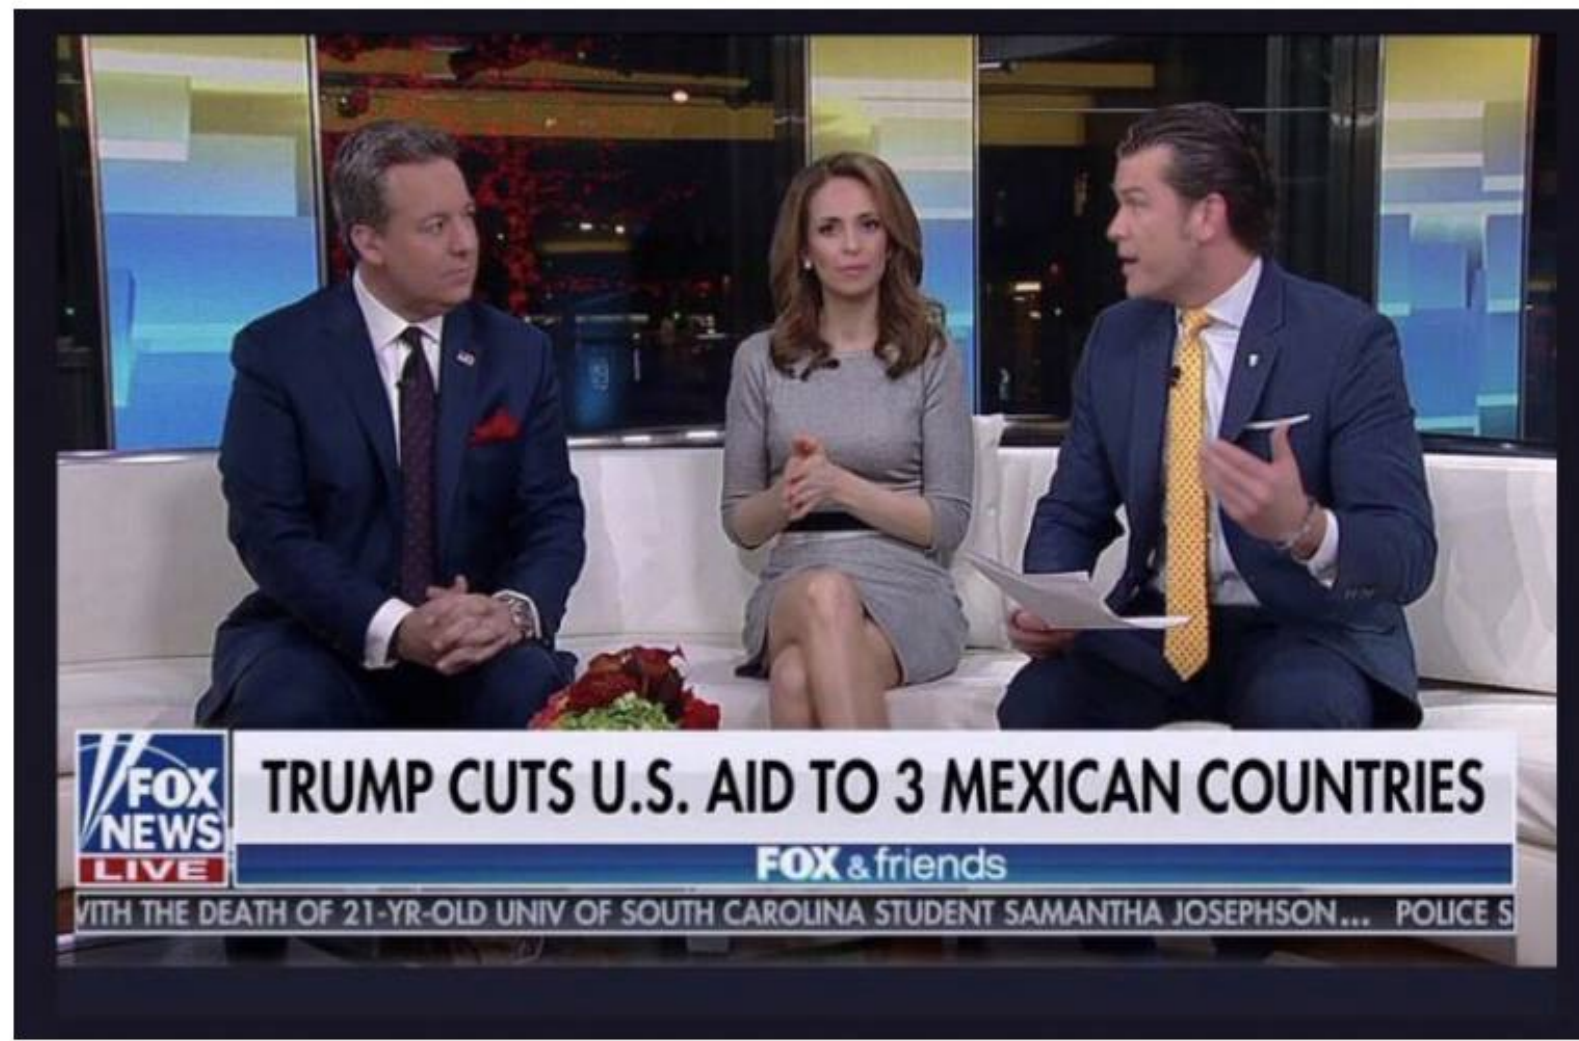 TRUMP CUTS U.S. AID TO 3 MEXICAN COUNTRIES
FOX
NEWS
LIVE
FOX & friends
WITH THE DEATH OF 21-YR-OLD UNIV OF SOUTH CAROLINA STUDENT SAMANTHA JOSEPHSON... POLICE S